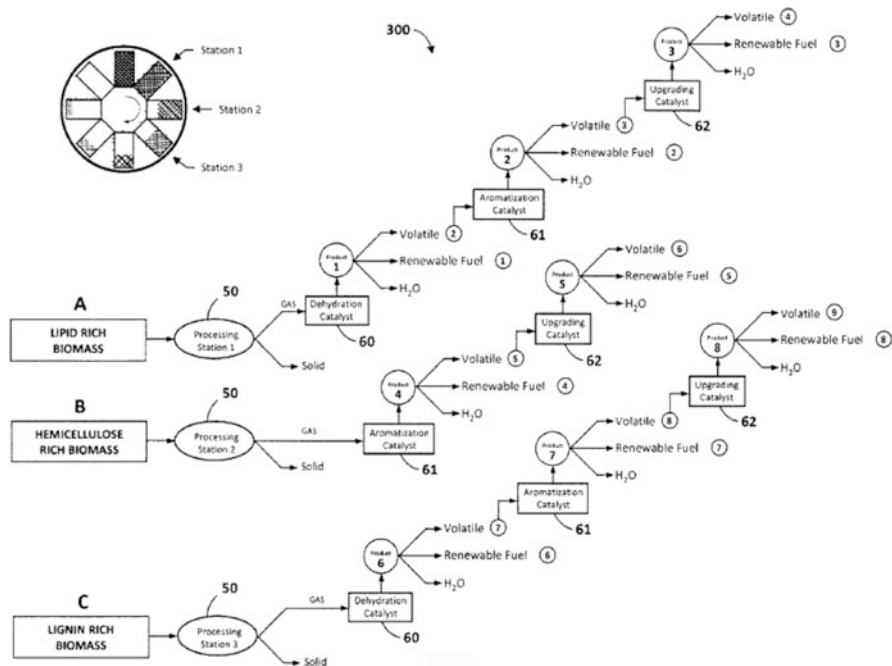 Station 1
Station 2
Station 3
300
Product
3
Volatile 4
Renewable Fuel 3
H2O
Upgrading
Catalyst
62
Product
2
Volatile 3
Renewable Fuel 2
H2O
Aromatization
Catalyst
61
Product
1
Volatile 2
Renewable Fuel 1
H2O
Dehydration
Catalyst
60
A
LIPID RICH
BIOMASS
50
Processing
Station 1
GAS
Solid
Product
5
Volatile 6
Renewable Fuel 5
H2O
Upgrading
Catalyst
62
Product
4
Volatile 5
Renewable Fuel 4
H2O
Aromatization
Catalyst
61
B
HEMICELLULOSE
RICH BIOMASS
50
Processing
Station 2
GAS
Solid
Product
8
Volatile 9
Renewable Fuel 8
H2O
Upgrading
Catalyst
62
Product
7
Volatile 8
Renewable Fuel 7
H2O
Aromatization
Catalyst
61
Product
6
Volatile 7
Renewable Fuel 6
H2O
Dehydration
Catalyst
60
C
LIGNIN RICH
BIOMASS
50
Processing
Station 3
GAS
Solid